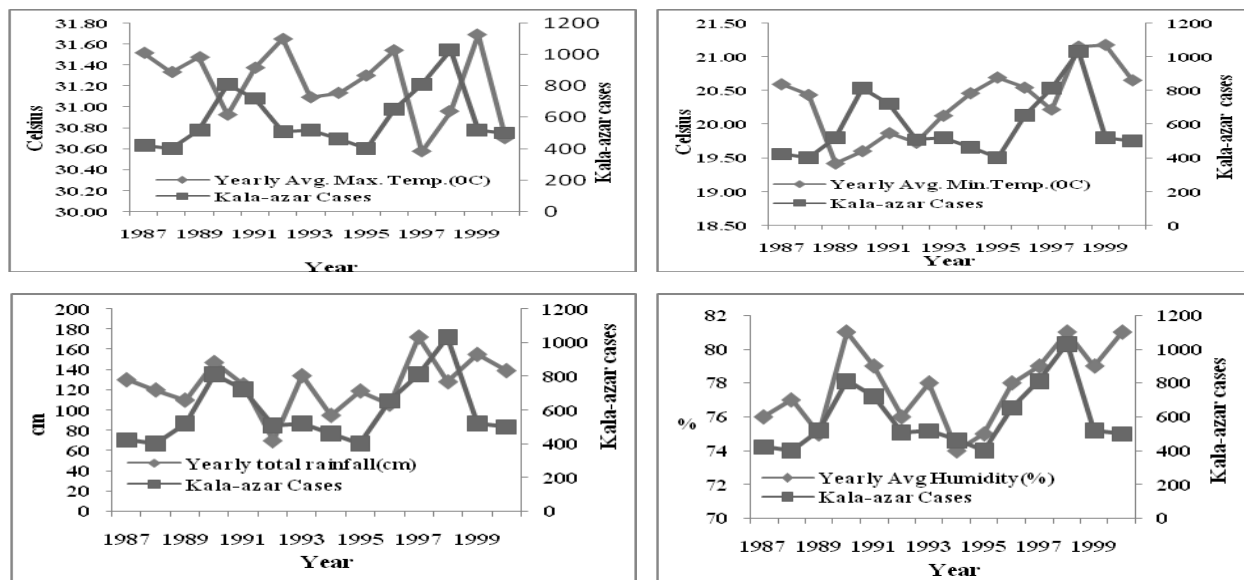 31.80
31.60
31.40
31.20
31.00
30.80
30.60
30.40
30.20
30.00
Celsius
1200
1000
800
600
400
200
0
Kala-azar cases
Yearly Avg. Max. Temp.(0C)
Kala-azar Cases
1987 1989 1991 1993 1995 1997 1999
Year
21.50
21.00
20.50
20.00
19.50
19.00
18.50
Celsius
1200
1000
800
600
400
200
0
Kala-azar cases
Yearly Avg. Min.Temp.(0C)
Kala-azar Cases
1987 1989 1991 1993 1995 1997 1999
Year
200
180
160
140
120
100
80
60
40
20
0
cm
1200
1000
800
600
400
200
0
Kala-azar cases
Yearly total rainfall(cm)
Kala-azar Cases
1987 1989 1991 1993 1995 1997 1999
Year
82
80
78
76
74
72
70
%
1200
1000
800
600
400
200
0
Kala-azar cases
Yearly Avg Humidity(%)
Kala-azar Cases
1987 1989 1991 1993 1995 1997 1999
Year